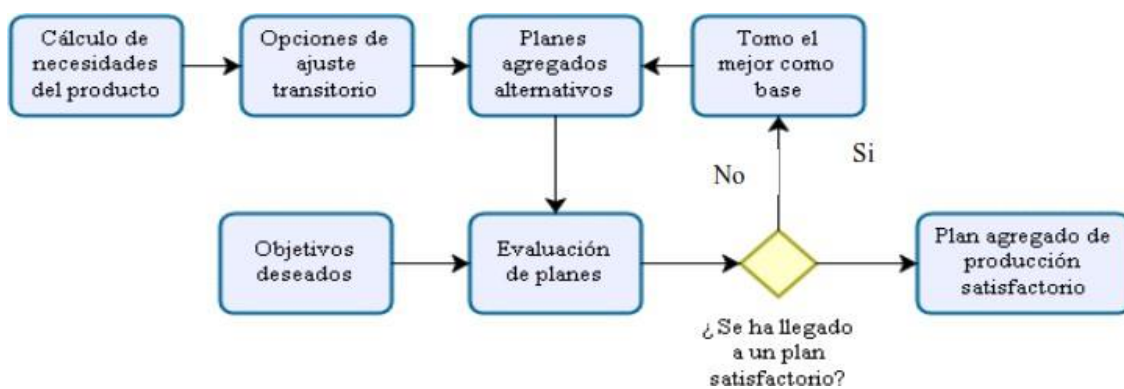 Cálculo de
necesidades
del producto
Opciones de
ajuste
transitorio
Planes
agregados
alternativos
Tomo el
mejor como
base
No
Si
Objetivos
deseados
Evaluación
de planes
¿Se ha llegado
a un plan
satisfactorio?
Plan agregado de
producción
satisfactorio